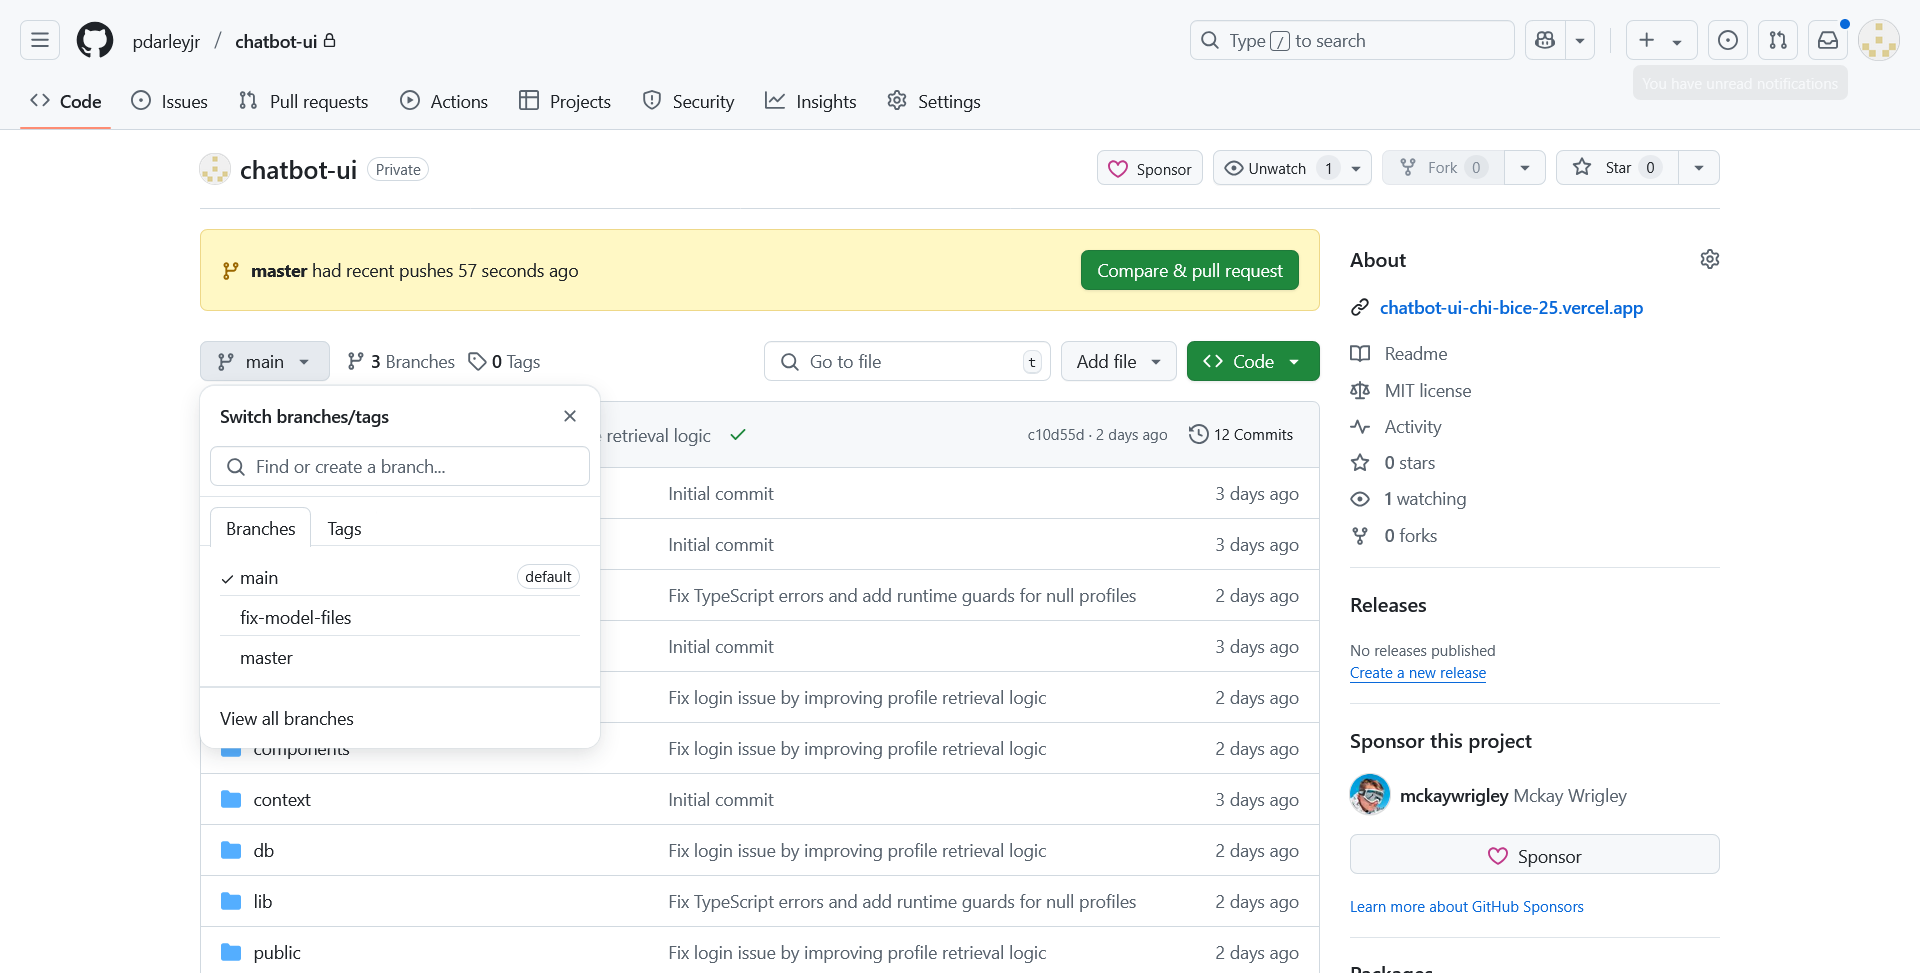 pdarleyjr / chatbot-ui
Type / to search
You have unread notifications
Code
Issues
Pull requests
Actions
Projects
Security
Insights
Settings
chatbot-ui
Private
Sponsor
Unwatch 1
Fork 0
Star 0
master had recent pushes 57 seconds ago
Compare & pull request
main
3 Branches
0 Tags
Go to file
t
Add file
Code
Switch branches/tags
Find or create a branch...
Branches
Tags
main
default
fix-model-files
master
View all branches
retrieval logic
c10d55d · 2 days ago
12 Commits
Initial commit
3 days ago
Initial commit
3 days ago
Fix TypeScript errors and add runtime guards for null profiles
2 days ago
Initial commit
3 days ago
Fix login issue by improving profile retrieval logic
2 days ago
components
Fix login issue by improving profile retrieval logic
2 days ago
context
Initial commit
3 days ago
db
Fix login issue by improving profile retrieval logic
2 days ago
lib
Fix TypeScript errors and add runtime guards for null profiles
2 days ago
public
Fix login issue by improving profile retrieval logic
2 days ago
About
chatbot-ui-chi-bice-25.vercel.app
Readme
MIT license
Activity
0 stars
1 watching
0 forks
Releases
No releases published
Create a new release
Sponsor this project
mckaywrigley Mckay Wrigley
Sponsor
Learn more about GitHub Sponsors
Packages